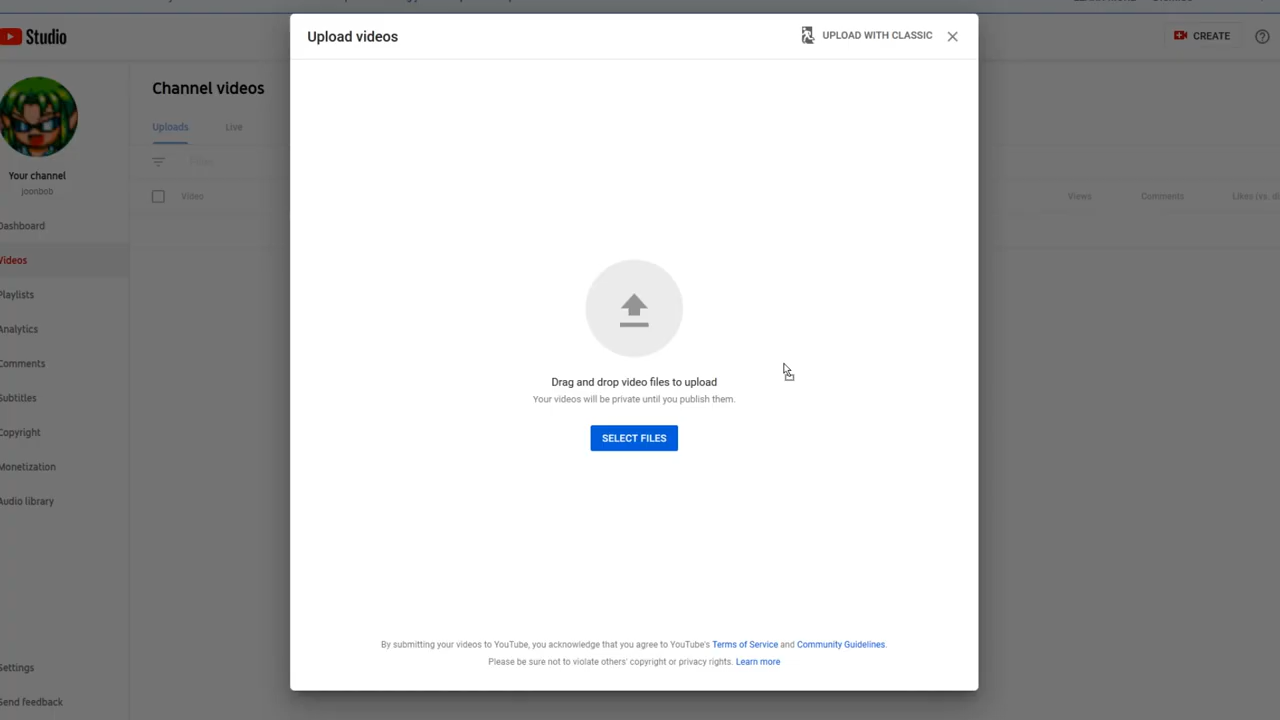 Upload videos
UPLOAD WITH CLASSIC
Studio
CREATE
Channel videos
Uploads
Live
Filter
Your channel
joonbob
Video
Views
Comments
Likes (vs. d
Dashboard
Videos
Playlists
Analytics
Comments
Subtitles
Copyright
Monetization
Audio library
Settings
Send feedback
Drag and drop video files to upload
Your videos will be private until you publish them.
SELECT FILES
By submitting your videos to YouTube, you acknowledge that you agree to YouTube's Terms of Service and Community Guidelines.
Please be sure not to violate others' copyright or privacy rights. Learn more